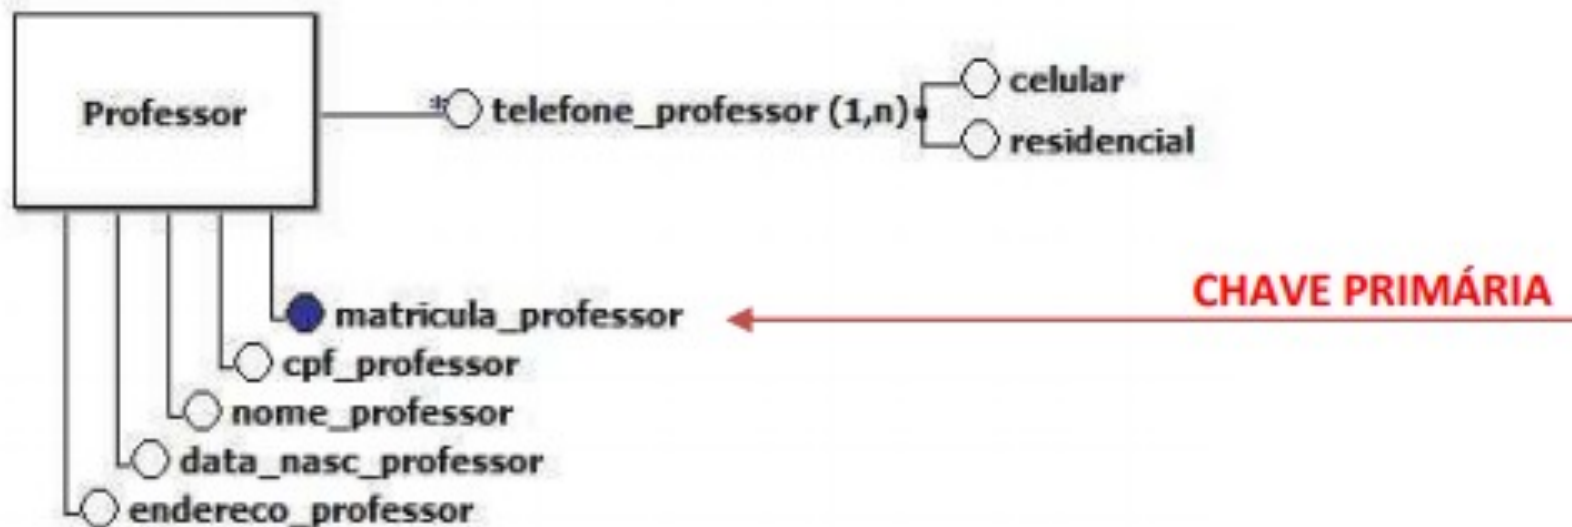 Professor
telefone_professor (1,n)
celular
residencial
CHAVE PRIMÁRIA
matricula_professor
cpf_professor
nome_professor
data_nasc_professor
endereco_professor